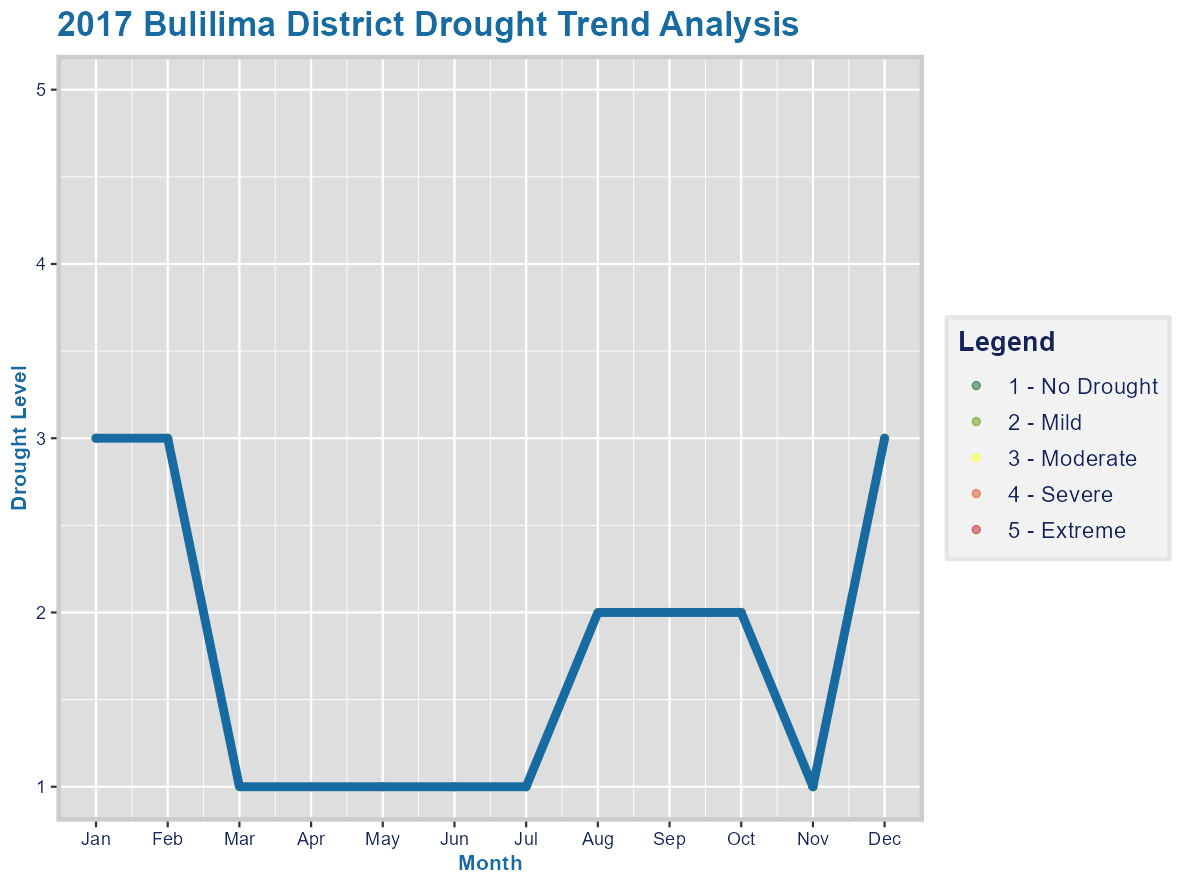 2017 Bulilima District Drought Trend Analysis
5
4
3
2
1
Drought Level
Jan Feb Mar Apr May Jun Jul Aug Sep Oct Nov Dec
Month
Legend
1 - No Drought
2 - Mild
3 - Moderate
4 - Severe
5 - Extreme